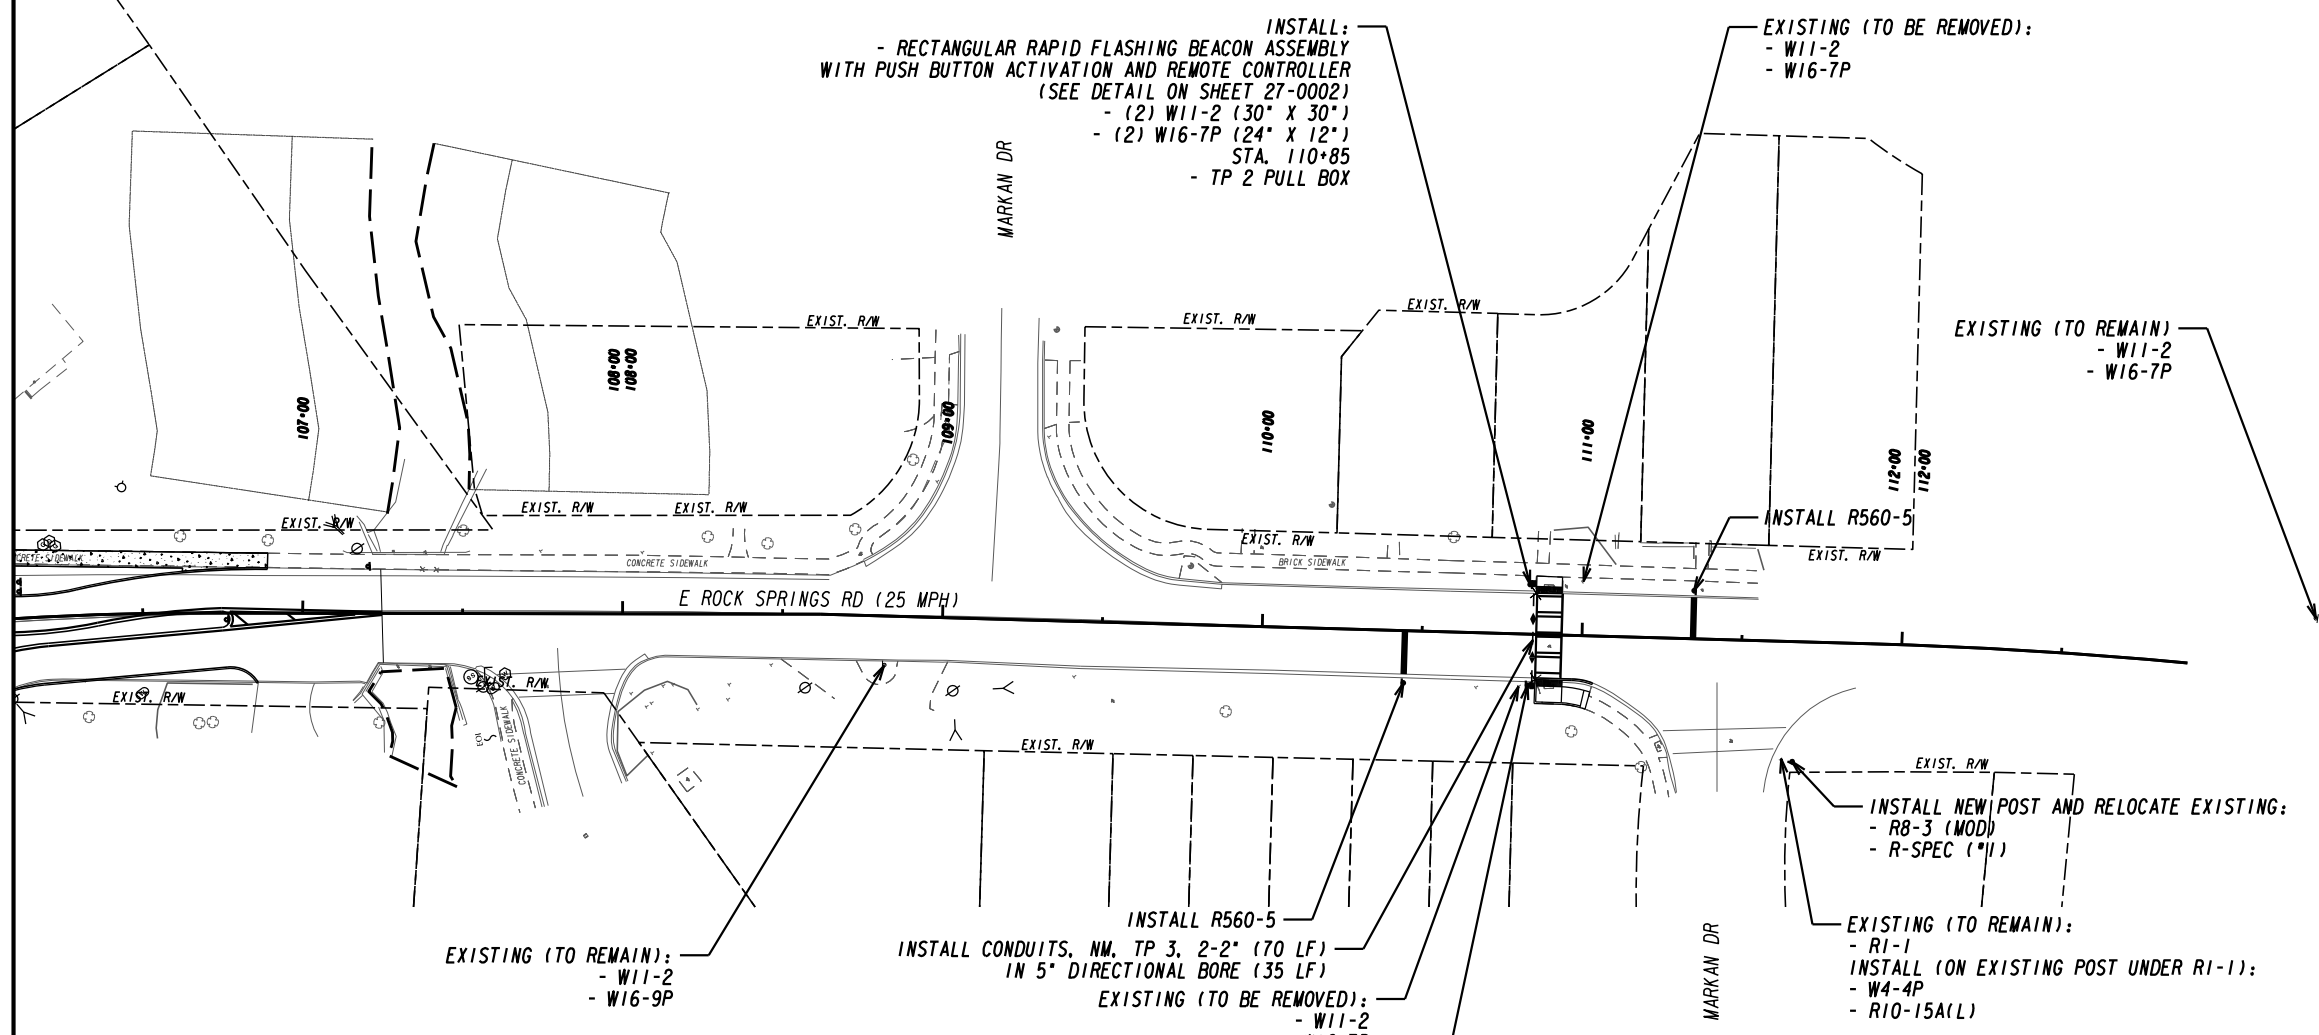 INSTALL:
- RECTANGULAR RAPID FLASHING BEACON ASSEMBLY
WITH PUSH BUTTON ACTIVATION AND REMOTE CONTROLLER
(SEE DETAIL ON SHEET 27-0002)
- (2) W11-2 (30" X 30")
- (2) W16-7P (24" X 12")
STA. 110+85
- TP 2 PULL BOX
EXISTING (TO BE REMOVED):
- W11-2
- W16-7P
MARKAN DR
EXIST. R/W
EXIST. R/W
EXIST. R/W
EXISTING (TO REMAIN)
- W11-2
- W16-7P
107+00
108+00
108+00
109+00
110+00
111+00
112+00
112+00
EXIST. R/W
EXIST. R/W
EXIST. R/W
INSTALL R560-5
EXIST. R/W
EXIST. R/W
SIDEWALK
CONCRETE SIDEWALK
BRICK SIDEWALK
E ROCK SPRINGS RD (25 MPH)
EXIST. R/W
EXIST. R/W
CONCRETE SIDEWALK
EXIST. R/W
EXIST. R/W
INSTALL NEW POST AND RELOCATE EXISTING:
- R8-3 (MOD)
- R-SPEC (#1)
INSTALL R560-5
INSTALL CONDUITS, NM, TP 3, 2-2" (70 LF)
IN 5" DIRECTIONAL BORE (35 LF)
EXISTING (TO BE REMOVED):
- W11-2
EXISTING (TO REMAIN):
- W11-2
- W16-9P
MARKAN DR
EXISTING (TO REMAIN):
- R1-1
INSTALL (ON EXISTING POST UNDER R1-1):
- W4-4P
- R10-15A(L)